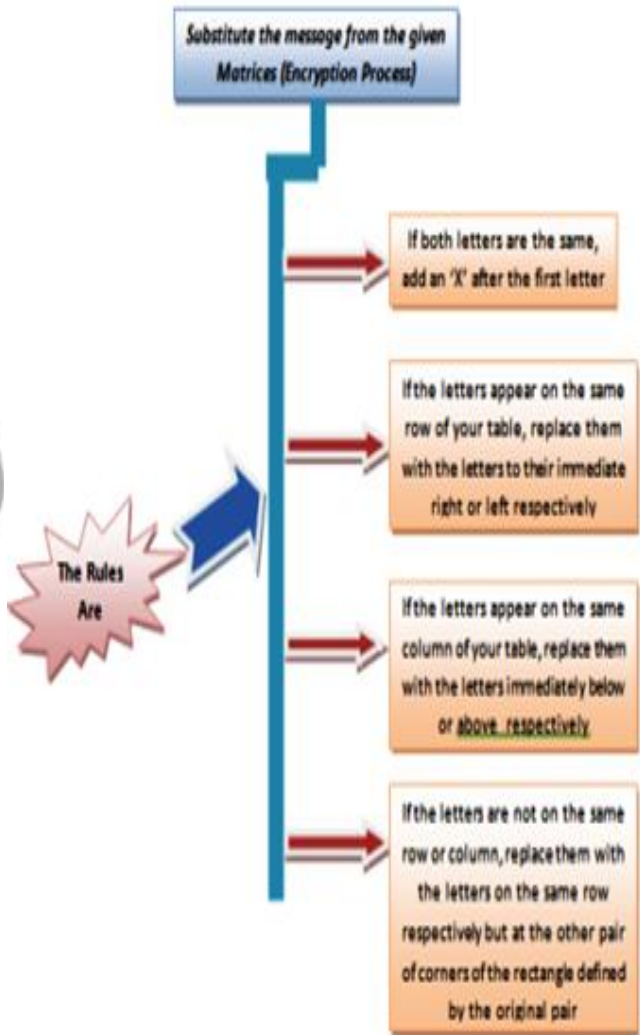 Substitute the message from the given
Matrices (Encryption Process)
If both letters are the same,
add an 'X' after the first letter
If the letters appear on the same
row of your table, replace them
with the letters to their immediate
right or left respectively
The Rules
Are
If the letters appear on the same
column of your table, replace them
with the letters immediately below
or above respectively
If the letters are not on the same
row or column, replace them with
the letters on the same row
respectively but at the other pair
of corners of the rectangle defined
by the original pair